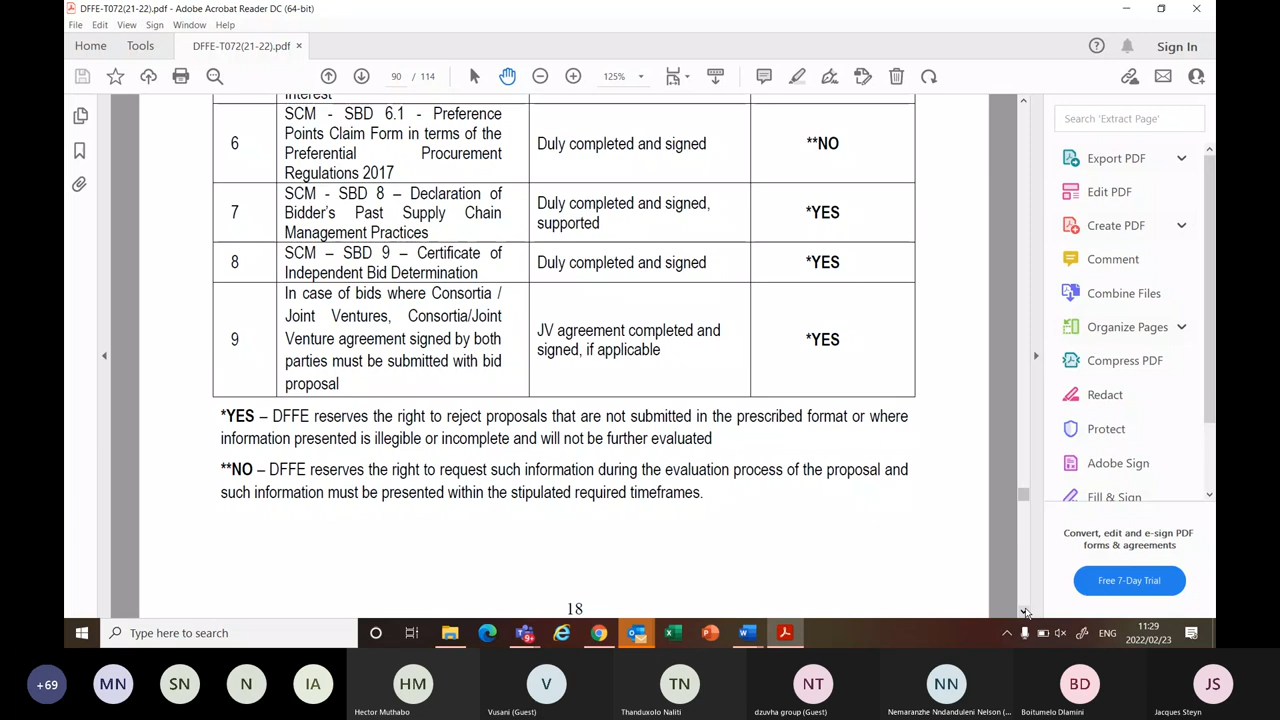 DFFE-T072(21-22).pdf - Adobe Acrobat Reader DC (64-bit)
File Edit View Sign Window Help
Home Tools DFFE-T072(21-22).pdf × Sign In
90 / 114 125%
Interest
6 SCM - SBD 6.1 - Preference Points Claim Form in terms of the Preferential Procurement Regulations 2017 Duly completed and signed **NO
7 SCM - SBD 8 – Declaration of Bidder's Past Supply Chain Management Practices Duly completed and signed, supported *YES
8 SCM – SBD 9 – Certificate of Independent Bid Determination Duly completed and signed *YES
9 In case of bids where Consortia / Joint Ventures, Consortia/Joint Venture agreement signed by both parties must be submitted with bid proposal JV agreement completed and signed, if applicable *YES
*YES – DFFE reserves the right to reject proposals that are not submitted in the prescribed format or where
information presented is illegible or incomplete and will not be further evaluated
**NO – DFFE reserves the right to request such information during the evaluation process of the proposal and
such information must be presented within the stipulated required timeframes.
18
Search 'Extract Page'
Export PDF
Edit PDF
Create PDF
Comment
Combine Files
Organize Pages
Compress PDF
Redact
Protect
Adobe Sign
Fill & Sign
Convert, edit and e-sign PDF
forms & agreements
Free 7-Day Trial
Type here to search
ENG
11:29
2022/02/23
+69 MN SN N IA HM V TN NT NN BD JS
Hector Muthabo Vusani (Guest) Thanduxolo Naliti dzuvha group (Guest) Nemaranzhe Nndanduleni Nelson (... Boitumelo Dlamini Jacques Steyn